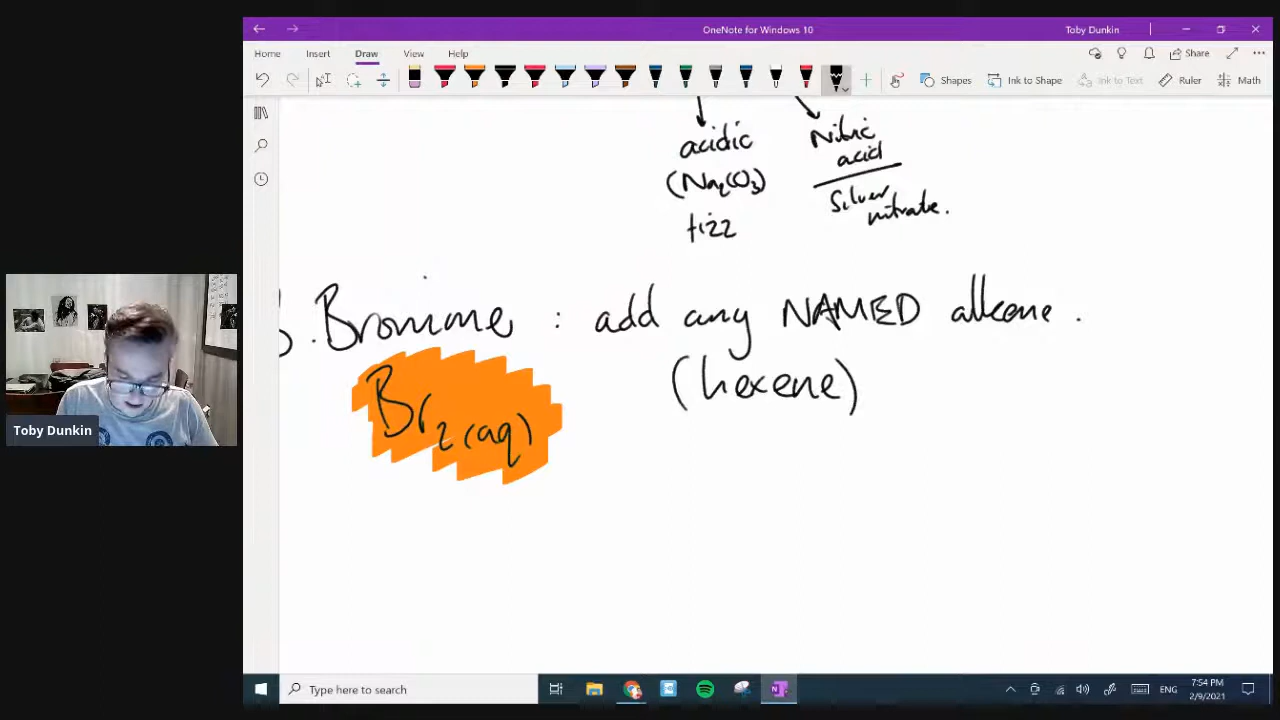 OneNote for Windows 10
Toby Dunkin
Home Insert Draw View Help
Share
Shapes Ink to Shape Ink to Text Ruler Math
acidic
(Na2CO3)
fizz
Nitric
acid
Silver
nitrate.
. Bromine : add any NAMED alkene .
(hexene)
Br2(aq)
Toby Dunkin
Type here to search
ENG
7:54 PM
2/9/2021